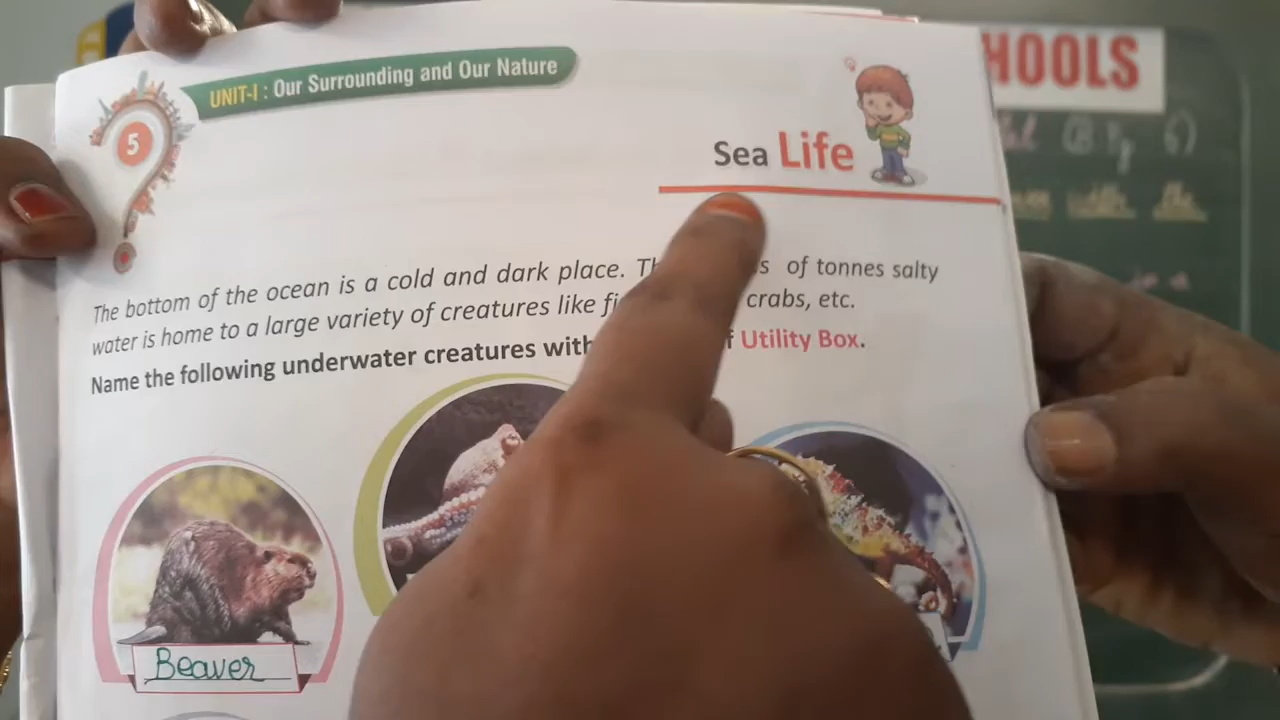 HOOLS
5
UNIT-I : Our Surrounding and Our Nature
Sea Life
The bottom of the ocean is a cold and dark place. of tonnes salty
water is home to a large variety of creatures like crabs, etc.
Name the following underwater creatures Utility Box.
Beaver